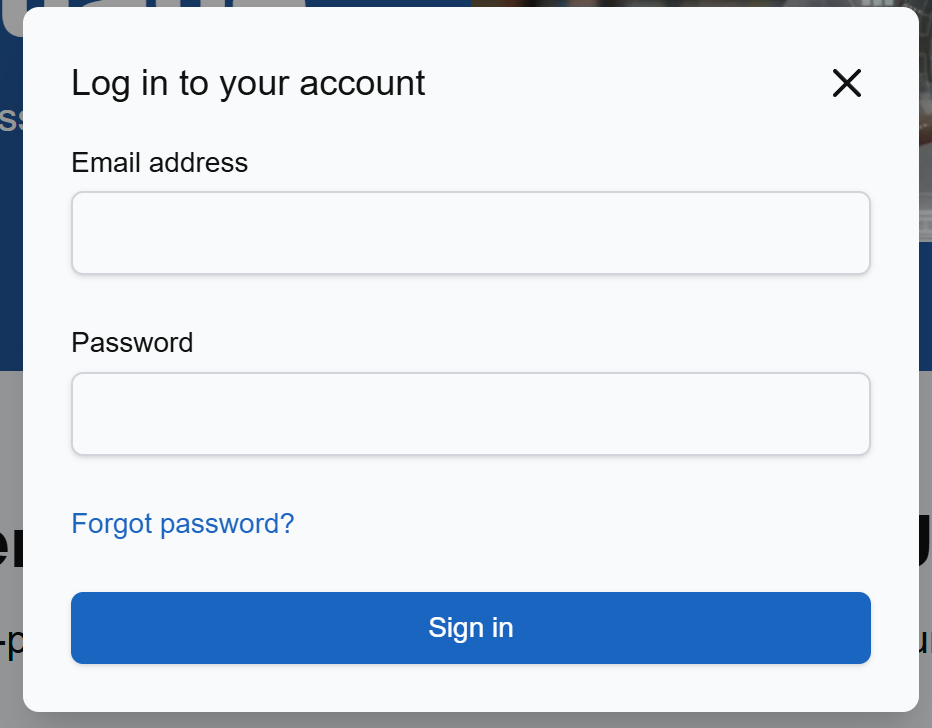 Log in to your account
Email address
Password
Forgot password?
Sign in